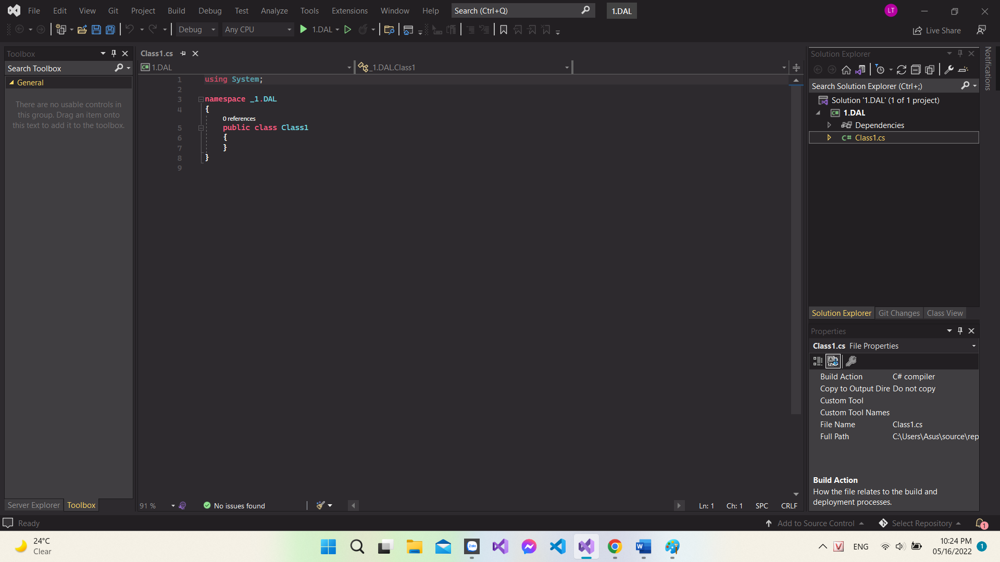 File Edit View Git Project Build Debug Test Analyze Tools Extensions Window Help Search (Ctrl+Q) 1.DAL LT
Debug Any CPU 1.DAL Live Share
Toolbox
Search Toolbox
General
There are no usable controls in
this group. Drag an item onto
this text to add it to the toolbox.
Server Explorer Toolbox
Class1.cs
1.DAL _1.DAL.Class1
1 using System;
2
3 namespace _1.DAL
4 {
0 references
5 public class Class1
6 {
7 }
8 }
9
91 % No issues found Ln: 1 Ch: 1 SPC CRLF
Solution Explorer
Search Solution Explorer (Ctrl+;)
Solution '1.DAL' (1 of 1 project)
C# 1.DAL
Dependencies
C# Class1.cs
Solution Explorer Git Changes Class View
Properties
Class1.cs File Properties
Build Action C# compiler
Copy to Output Dire Do not copy
Custom Tool
Custom Tool Names
File Name Class1.cs
Full Path C:\Users\Asus\source\rep
Build Action
How the file relates to the build and
deployment processes.
Notifications
Ready Add to Source Control Select Repository 1
24°C
Clear
Zalo
W
V ENG
10:24 PM
05/16/2022
1